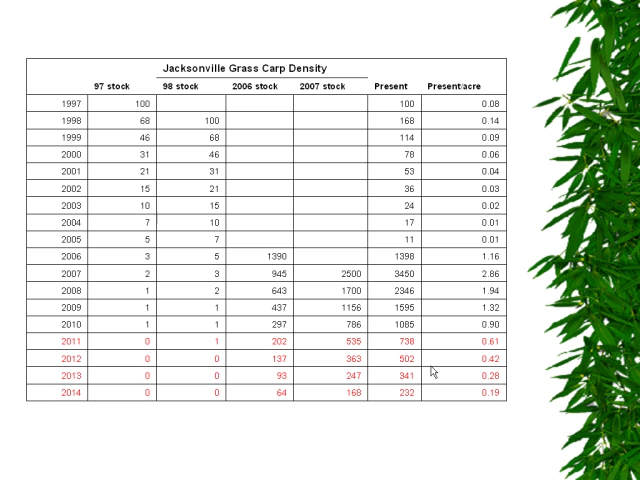 Jacksonville Grass Carp Density
97 stock 98 stock 2006 stock 2007 stock Present Present/acre
1997 100 100 0.08
1998 68 100 168 0.14
1999 46 68 114 0.09
2000 31 46 78 0.06
2001 21 31 53 0.04
2002 15 21 36 0.03
2003 10 15 24 0.02
2004 7 10 17 0.01
2005 5 7 11 0.01
2006 3 5 1390 1398 1.16
2007 2 3 945 2500 3450 2.86
2008 1 2 643 1700 2346 1.94
2009 1 1 437 1156 1595 1.32
2010 1 1 297 786 1085 0.90
2011 0 1 202 535 738 0.61
2012 0 0 137 363 502 0.42
2013 0 0 93 247 341 0.28
2014 0 0 64 168 232 0.19